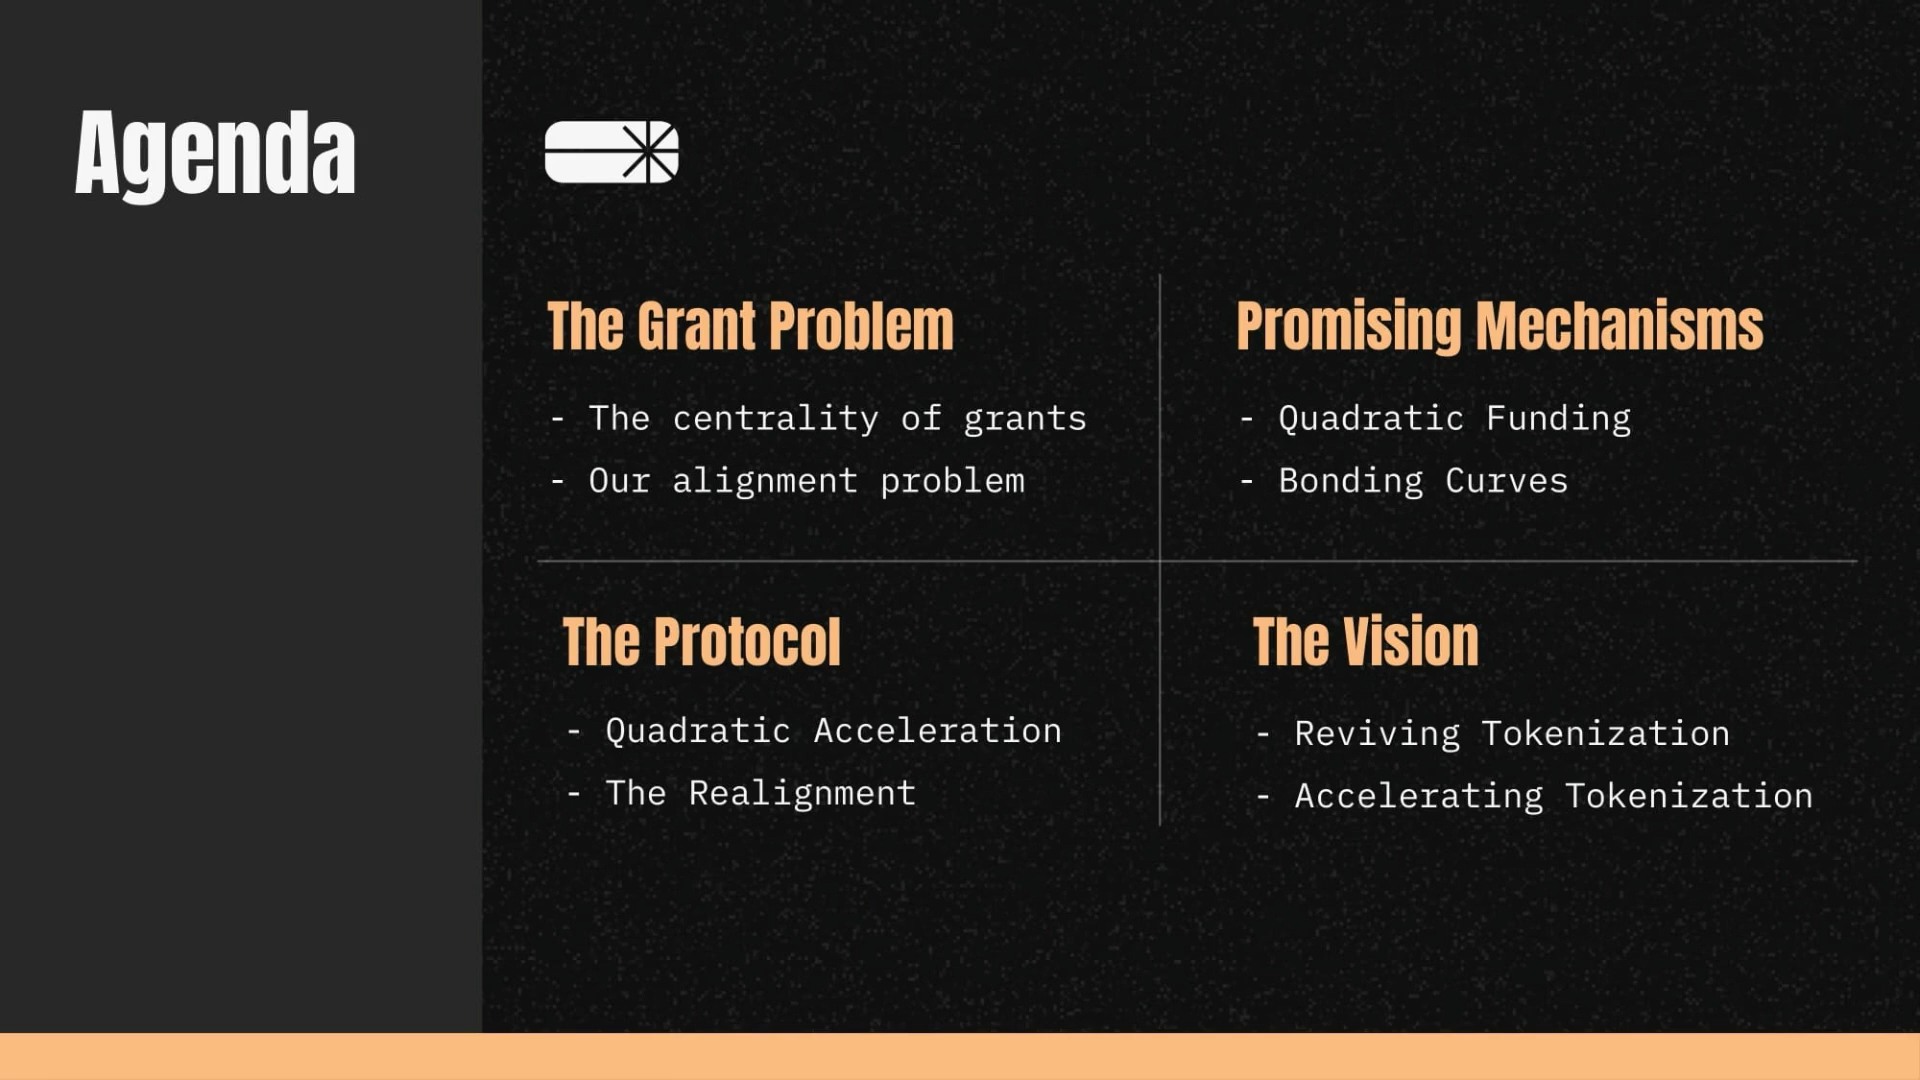 Agenda
The Grant Problem
- The centrality of grants
- Our alignment problem
Promising Mechanisms
- Quadratic Funding
- Bonding Curves
The Protocol
- Quadratic Acceleration
- The Realignment
The Vision
- Reviving Tokenization
- Accelerating Tokenization